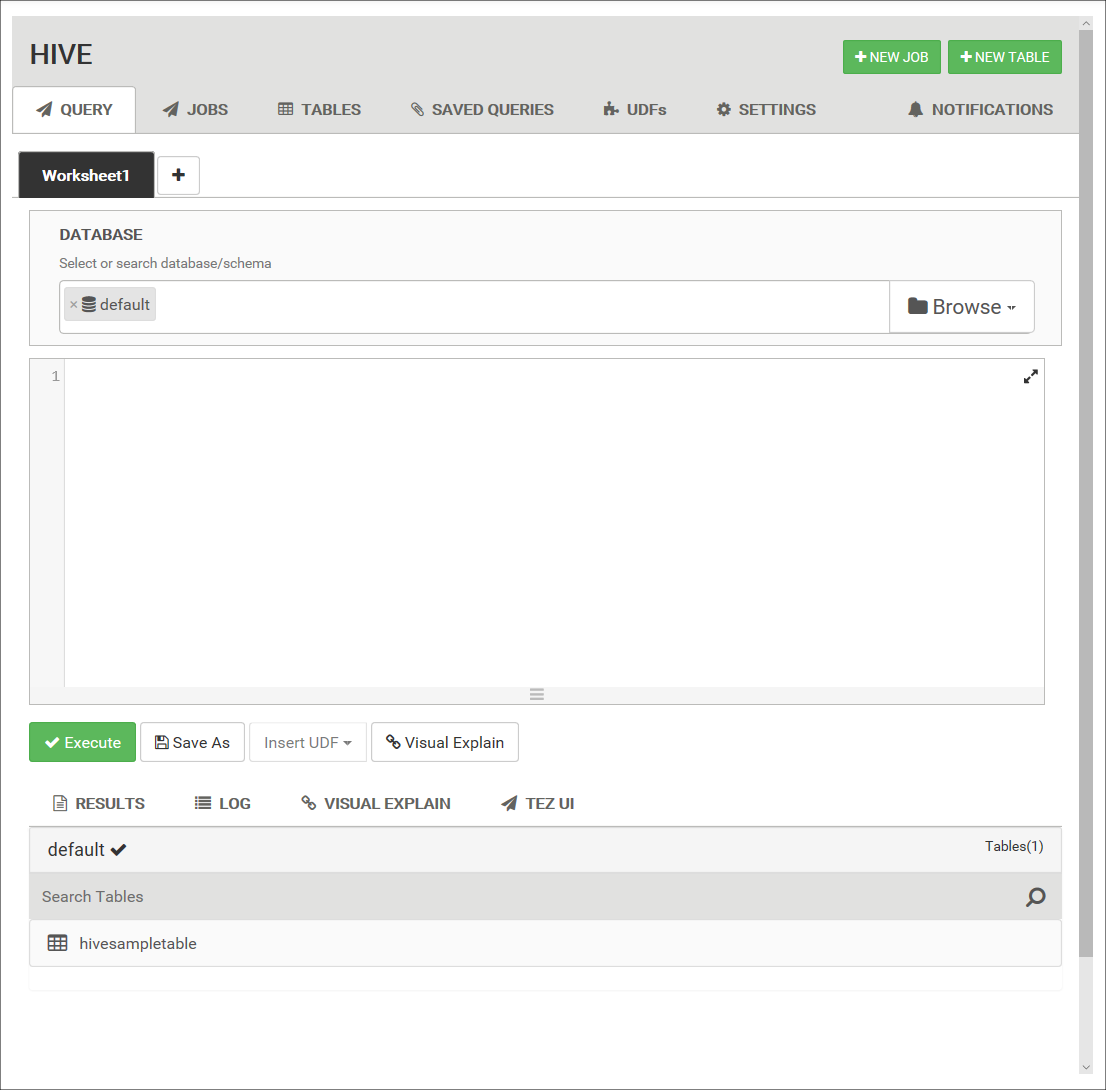 HIVE
NEW JOB
NEW TABLE
QUERY
JOBS
TABLES
SAVED QUERIES
UDFs
SETTINGS
NOTIFICATIONS
Worksheet1
DATABASE
Select or search database/schema
× default
Browse
1
Execute
Save As
Insert UDF
Visual Explain
RESULTS
LOG
VISUAL EXPLAIN
TEZ UI
default
Tables(1)
Search Tables
hivesampletable